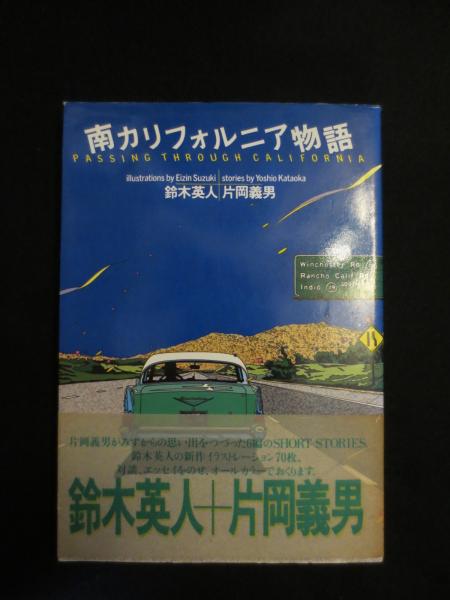 南カリフォルニア物語
PASSING THROUGH CALIFORNIA
illustrations by Eizin Suzuki stories by Yoshio Kataoka
鈴木英人 片岡義男
Winchester Rd
Rancho Calif Rd
Indio
片岡義男がみずからの思い出をつづった6編のSHORT STORIES.
鈴木英人の新作イラストレーション70枚。
対談、エッセイをのせ、オールカラーでおくります。
鈴木英人+片岡義男